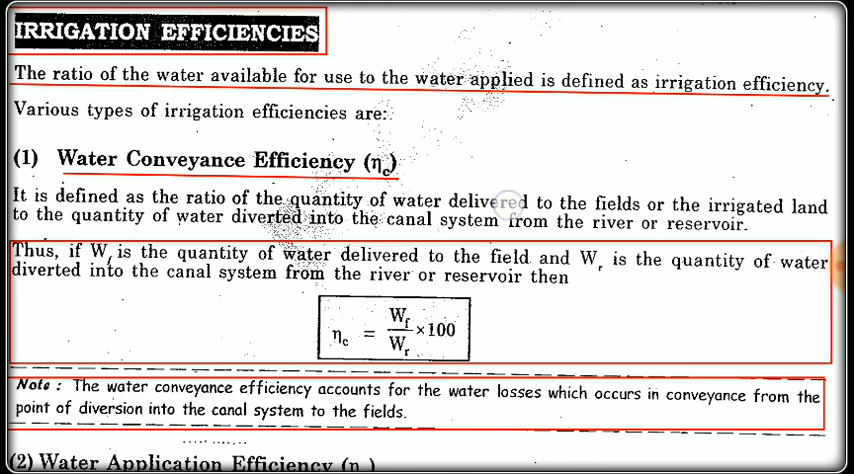 IRRIGATION EFFICIENCIES
The ratio of the water available for use to the water applied is defined as irrigation efficiency.
Various types of irrigation efficiencies are:
(1) Water Conveyance Efficiency (η_c)
It is defined as the ratio of the quantity of water delivered to the fields or the irrigated land
to the quantity of water diverted into the canal system from the river or reservoir.
Thus, if W_f is the quantity of water delivered to the field and W_r is the quantity of water
diverted into the canal system from the river or reservoir then
η_c = W_f / W_r × 100
Note : The water conveyance efficiency accounts for the water losses which occurs in conveyance from the
point of diversion into the canal system to the fields.
(2) Water Application Efficiency (η )